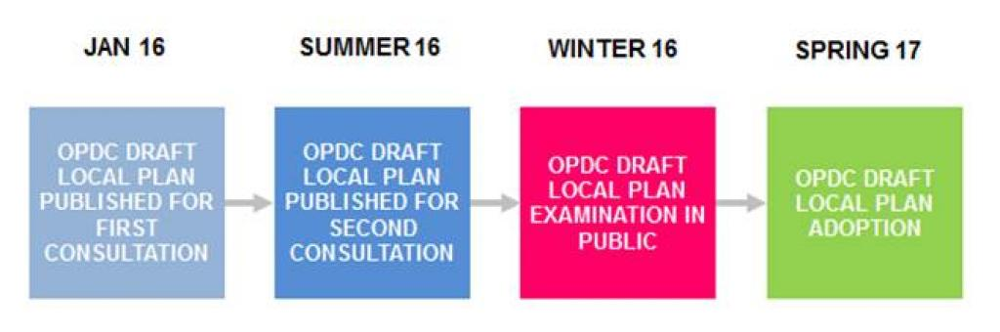 JAN 16
SUMMER 16
WINTER 16
SPRING 17
OPDC DRAFT
LOCAL PLAN
PUBLISHED FOR
FIRST
CONSULTATION
OPDC DRAFT
LOCAL PLAN
PUBLISHED FOR
SECOND
CONSULTATION
OPDC DRAFT
LOCAL PLAN
EXAMINATION IN
PUBLIC
OPDC DRAFT
LOCAL PLAN
ADOPTION